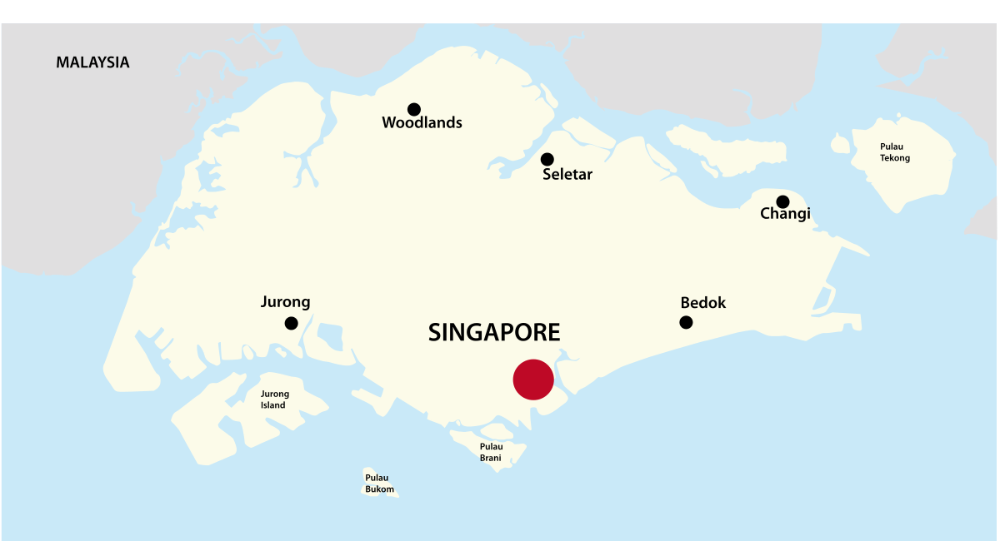 MALAYSIA
Woodlands
Pulau
Tekong
Seletar
Changi
Jurong
Bedok
SINGAPORE
Jurong
Island
Pulau
Brani
Pulau
Bukom